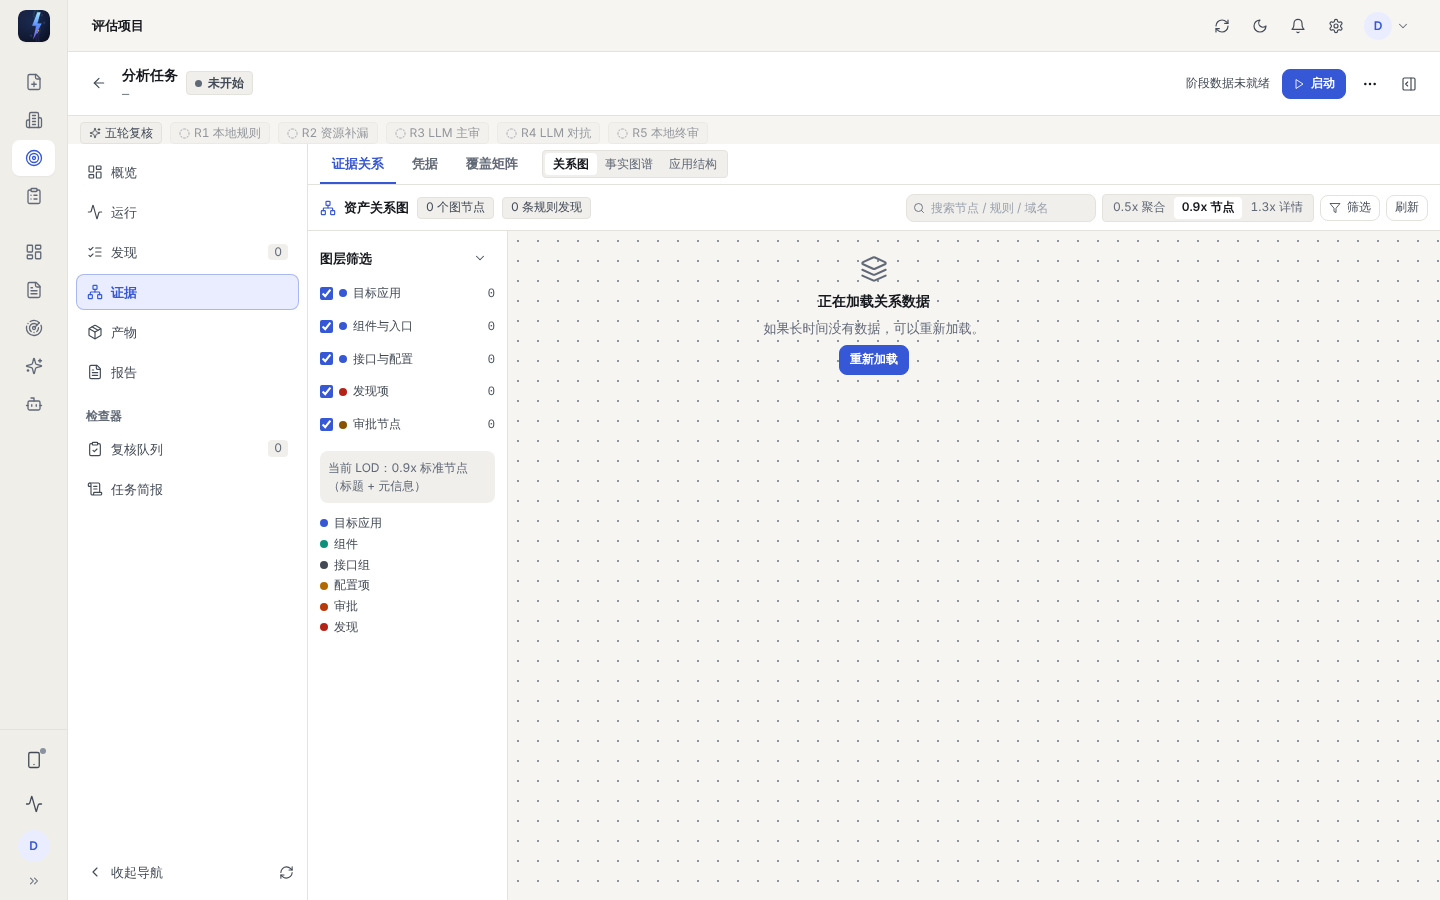 评估项目
D
分析任务
—
未开始
阶段数据未就绪
启动
五轮复核
R1 本地规则
R2 资源补漏
R3 LLM 主审
R4 LLM 对抗
R5 本地终审
概览
运行
发现
0
证据
产物
报告
检查器
复核队列
0
任务简报
收起导航
D
证据关系
凭据
覆盖矩阵
关系图
事实图谱
应用结构
资产关系图
0 个图节点
0 条规则发现
搜索节点 / 规则 / 域名
0.5x 聚合
0.9x 节点
1.3x 详情
筛选
刷新
图层筛选
目标应用
0
组件与入口
0
接口与配置
0
发现项
0
审批节点
0
当前 LOD：0.9x 标准节点
（标题 + 元信息）
目标应用
组件
接口组
配置项
审批
发现
正在加载关系数据
如果长时间没有数据，可以重新加载。
重新加载